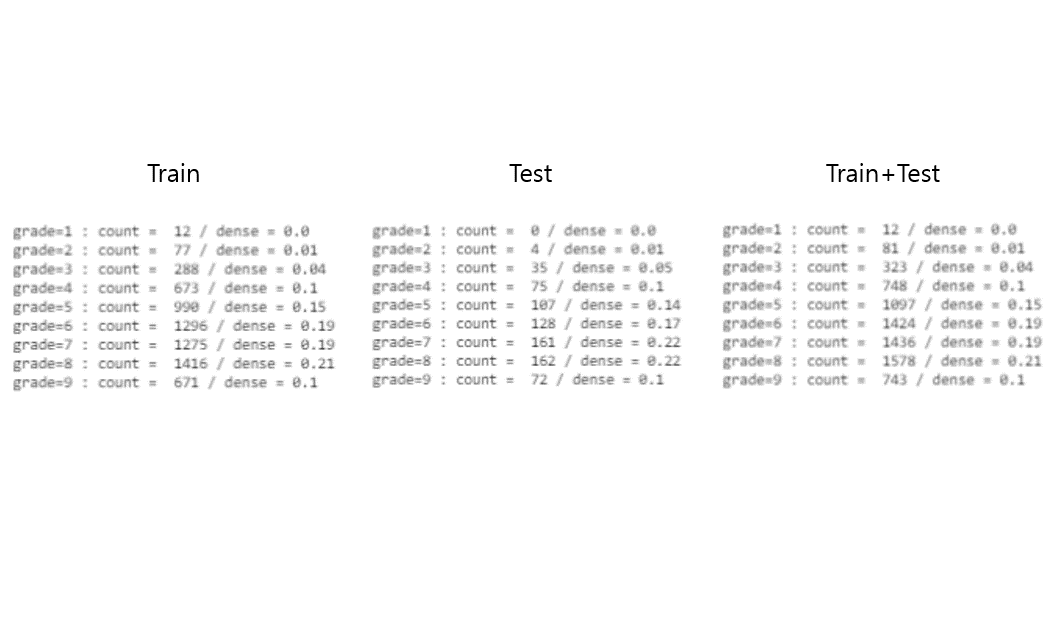 Train
grade=1 : count =  12 / dense = 0.0
grade=2 : count =  77 / dense = 0.01
grade=3 : count =  288 / dense = 0.04
grade=4 : count =  673 / dense = 0.1
grade=5 : count =  990 / dense = 0.15
grade=6 : count =  1296 / dense = 0.19
grade=7 : count =  1275 / dense = 0.19
grade=8 : count =  1416 / dense = 0.21
grade=9 : count =  671 / dense = 0.1
Test
grade=1 : count =  0 / dense = 0.0
grade=2 : count =  4 / dense = 0.01
grade=3 : count =  35 / dense = 0.05
grade=4 : count =  75 / dense = 0.1
grade=5 : count =  107 / dense = 0.14
grade=6 : count =  128 / dense = 0.17
grade=7 : count =  161 / dense = 0.22
grade=8 : count =  162 / dense = 0.22
grade=9 : count =  72 / dense = 0.1
Train+Test
grade=1 : count =  12 / dense = 0.0
grade=2 : count =  81 / dense = 0.01
grade=3 : count =  323 / dense = 0.04
grade=4 : count =  748 / dense = 0.1
grade=5 : count =  1097 / dense = 0.15
grade=6 : count =  1424 / dense = 0.19
grade=7 : count =  1436 / dense = 0.19
grade=8 : count =  1578 / dense = 0.21
grade=9 : count =  743 / dense = 0.1